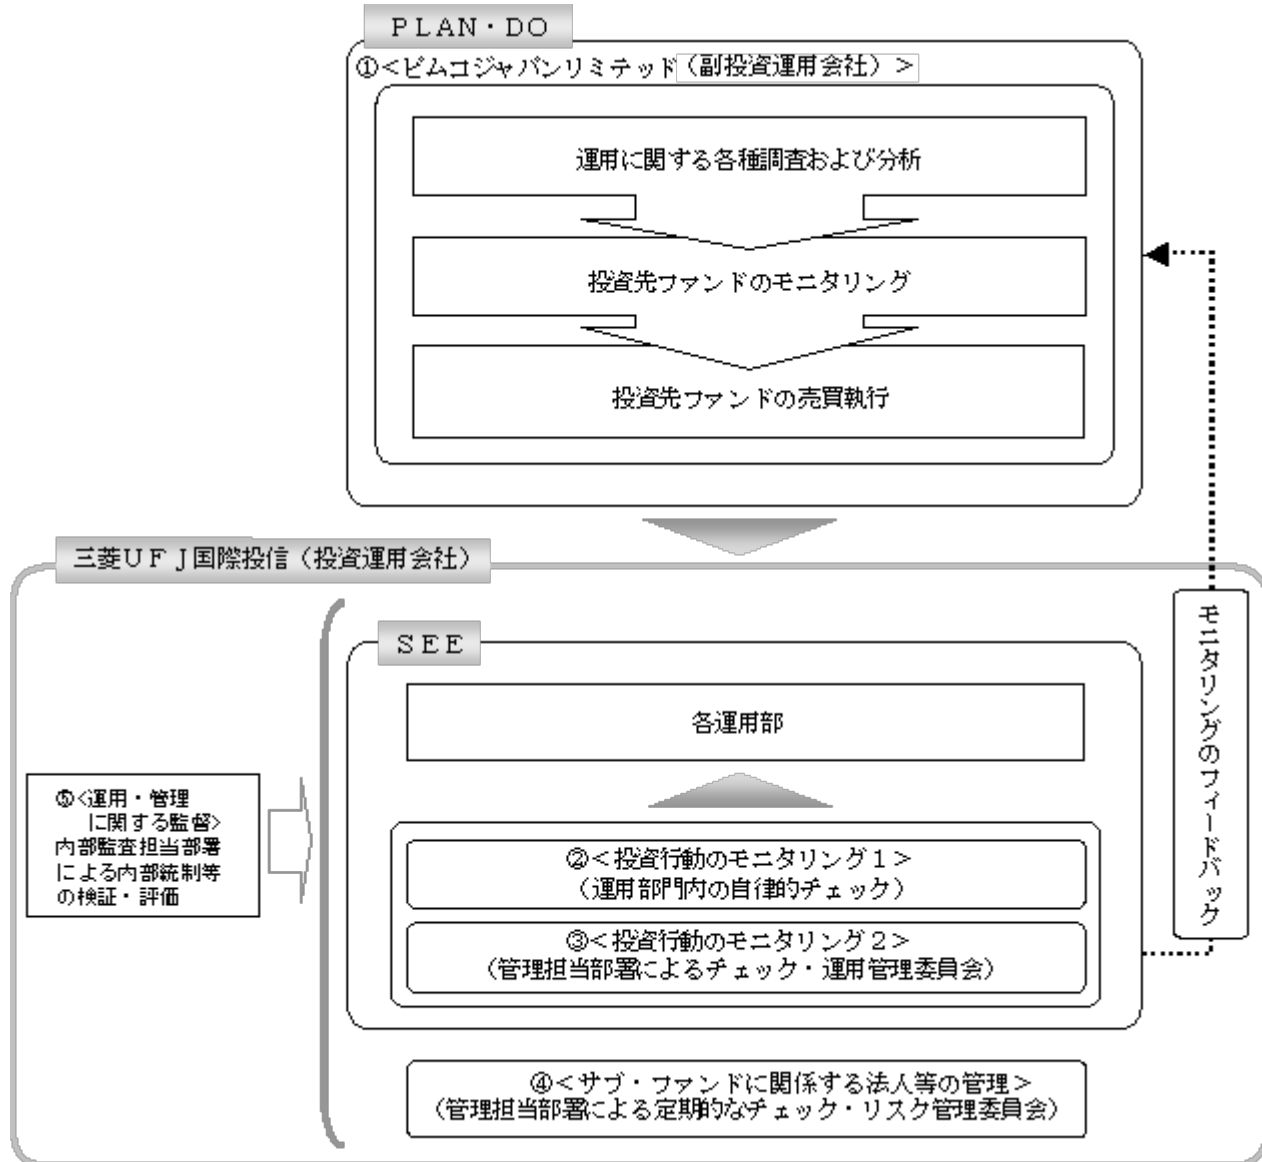 PLAN・DO
①<ピムコジャパンリミテッド（副投資運用会社）>
運用に関する各種調査および分析
投資先ファンドのモニタリング
投資先ファンドの売買執行
三菱UFJ国際投信（投資運用会社）
SEE
各運用部
②<投資行動のモニタリング１>
（運用部門内の自律的チェック）
③<投資行動のモニタリング２>
（管理担当部署によるチェック・運用管理委員会）
④<サブ・ファンドに関係する法人等の管理>
（管理担当部署による定期的なチェック・リスク管理委員会）
⑤<運用・管理
に関する監督>
内部監査担当部署
による内部統制等
の検証・評価
モニタリングのフィードバック